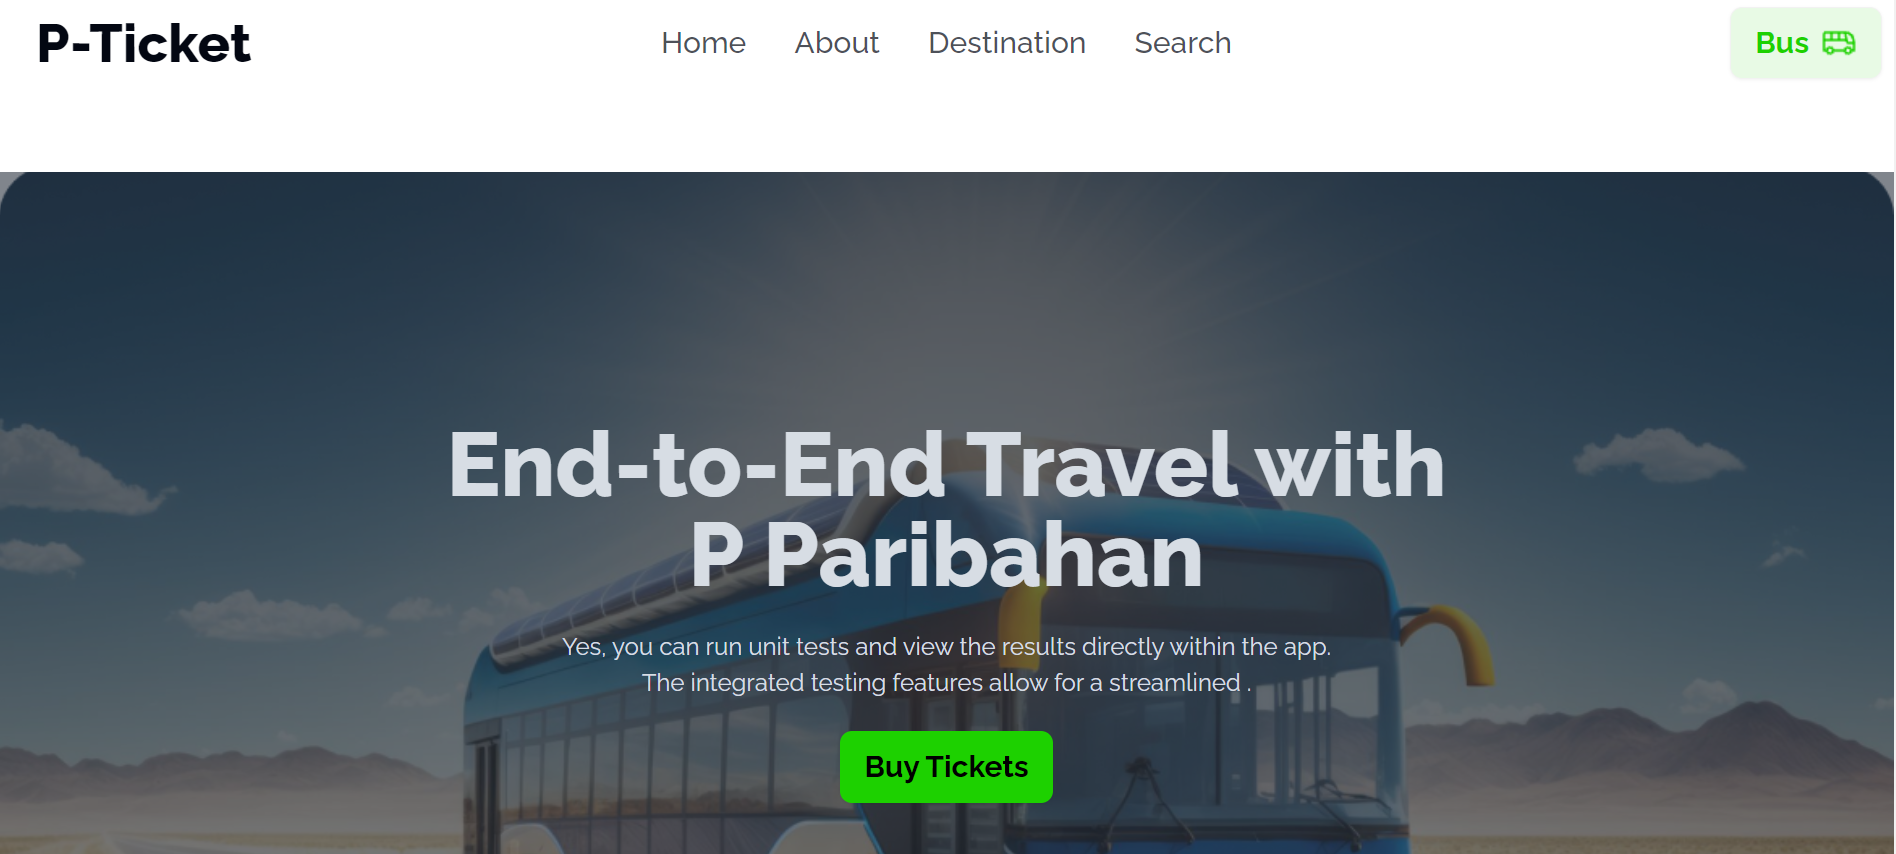 P-Ticket
Home About Destination Search
Bus
End-to-End Travel with
P Paribahan
Yes, you can run unit tests and view the results directly within the app.
The integrated testing features allow for a streamlined .
Buy Tickets